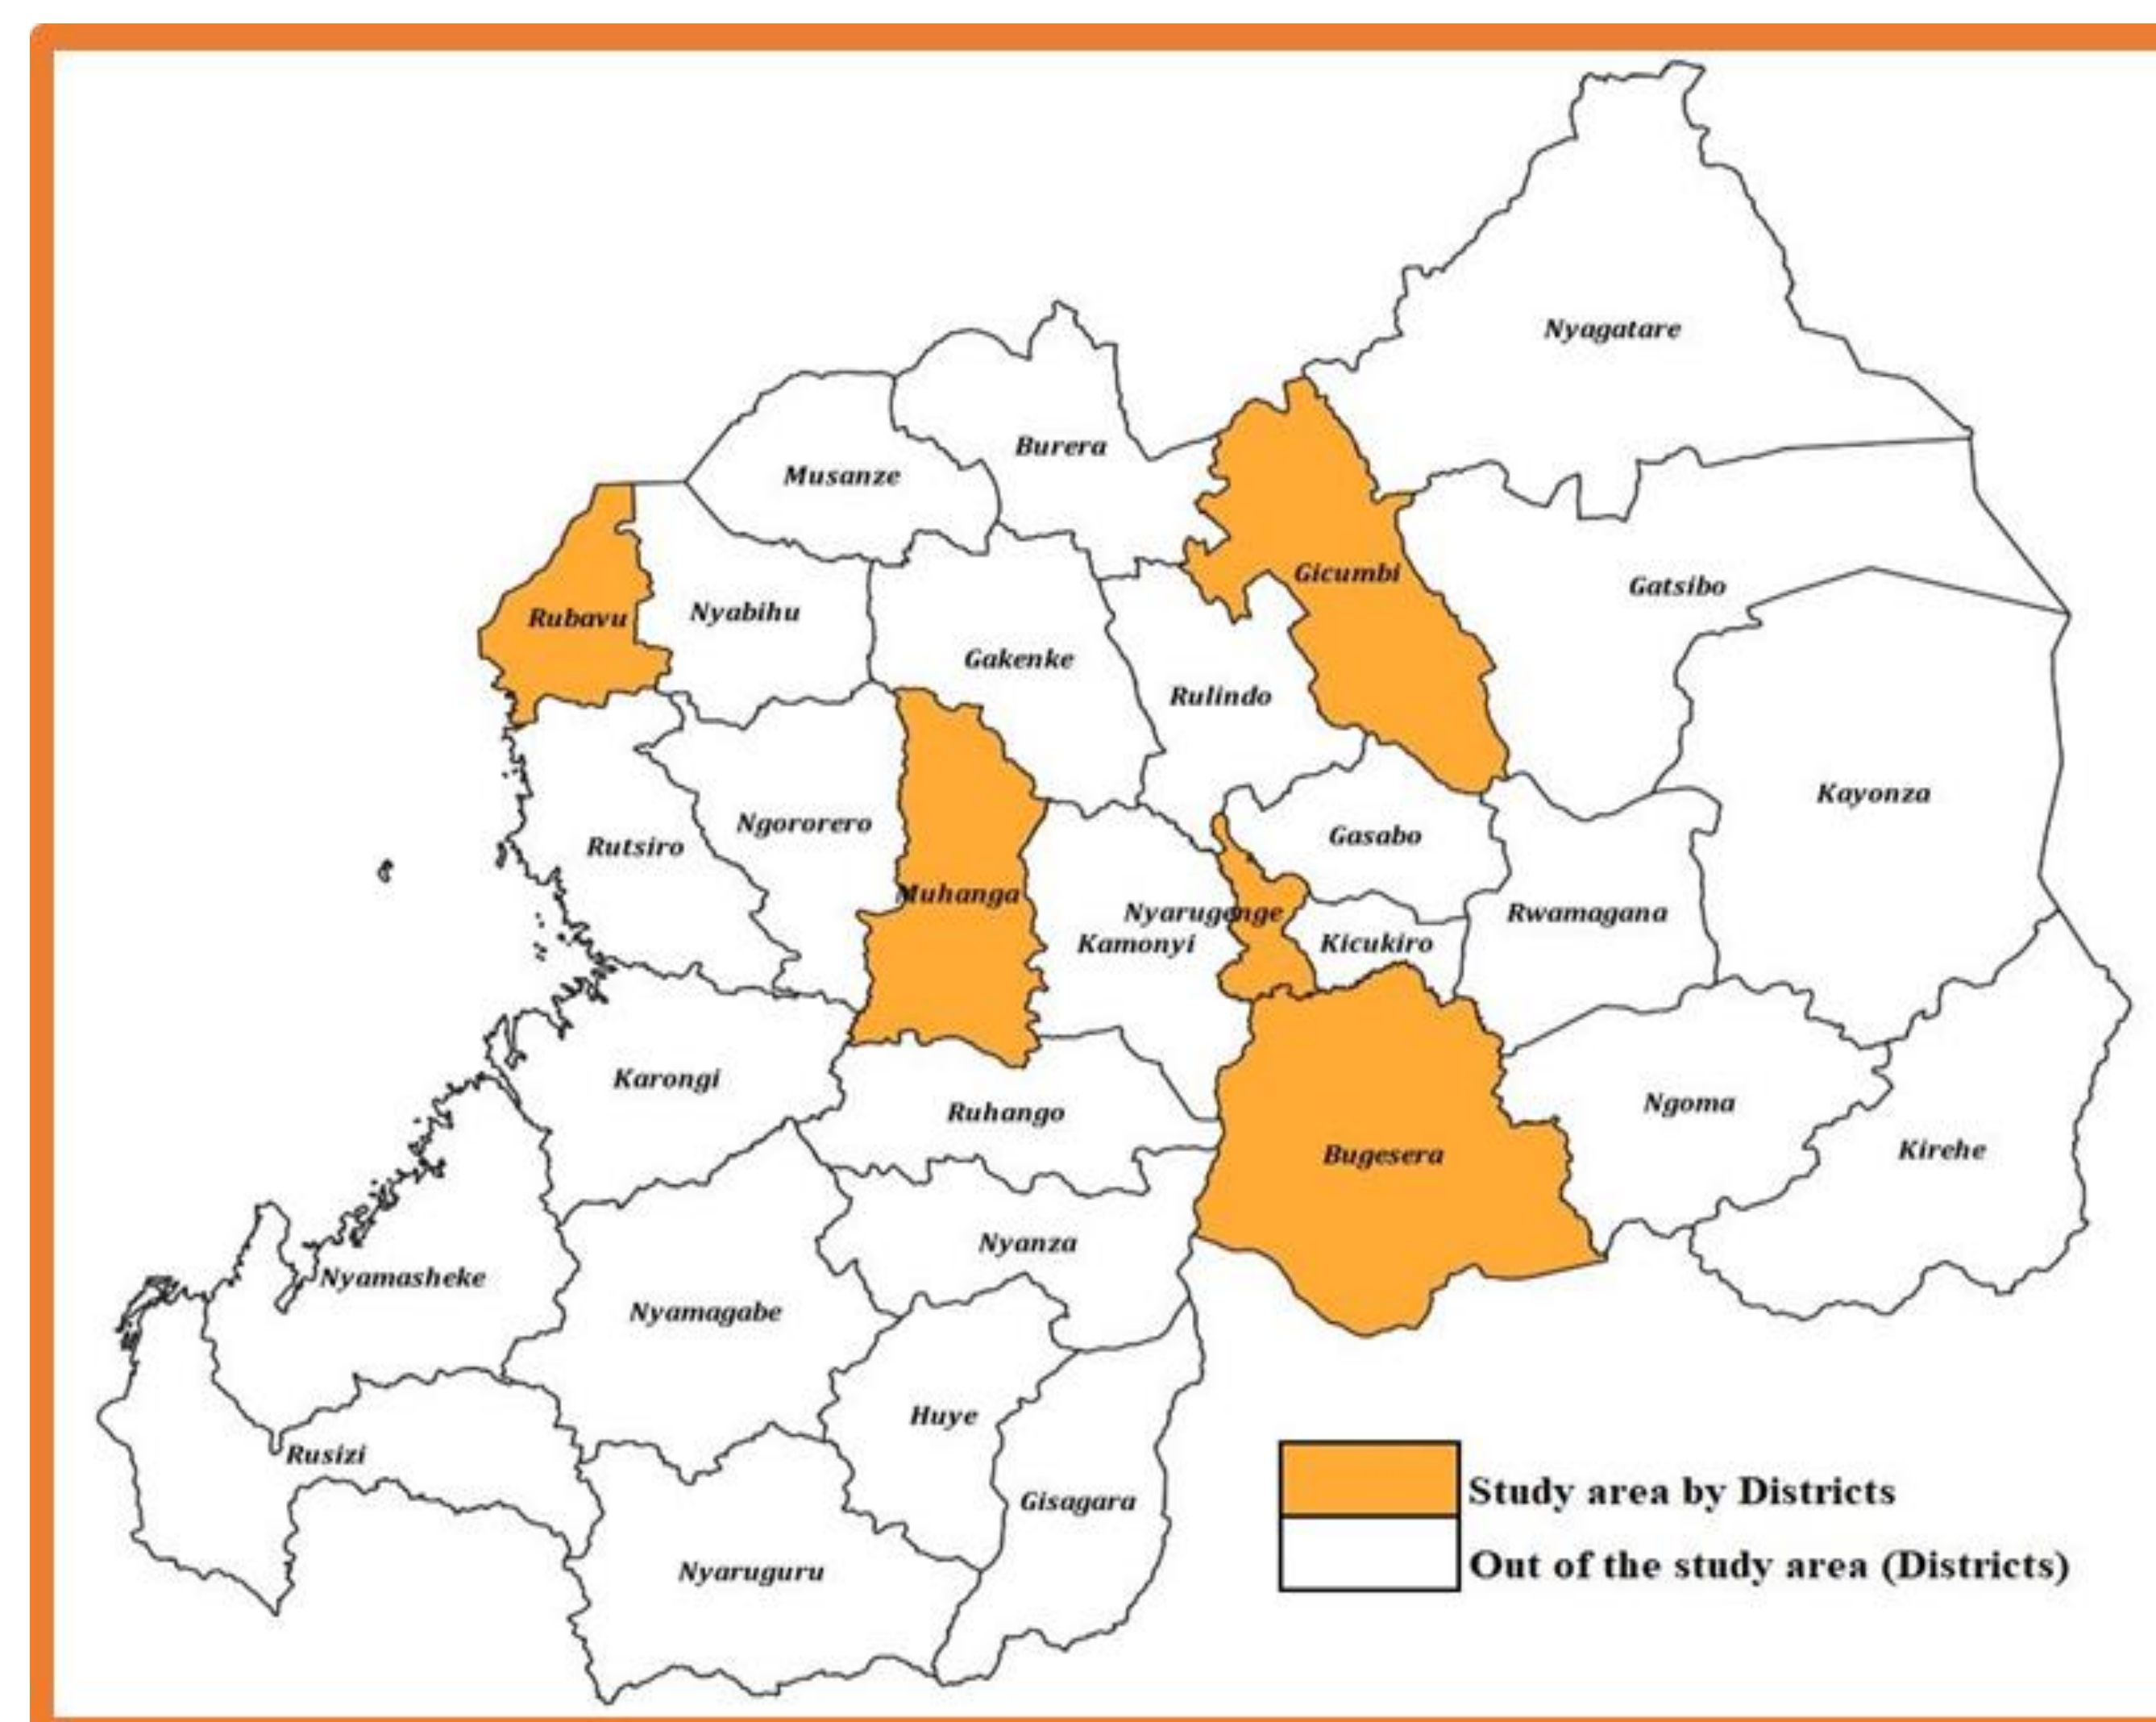 Nyagatare
Burera
Musanze
Gicumbi
Gatsibo
Rubavu
Nyabihu
Gakenke
Rulindo
Kayonza
Ngororero
Gasabo
Rutsiro
Muhanga
Nyarugenge
Rwamagana
Kamonyi
Kicukiro
Karongi
Ruhango
Ngoma
Bugesera
Kirehe
Nyanza
Nyamasheke
Nyamagabe
Huye
Rusizi
Gisagara
Nyaruguru
Study area by Districts
Out of the study area (Districts)